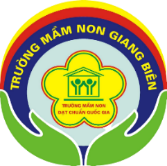 TRƯỜNG MẦM NON GIANG BIÊN
TRƯỜNG MẦM NON
ĐẠT CHUẨN QUỐC GIA